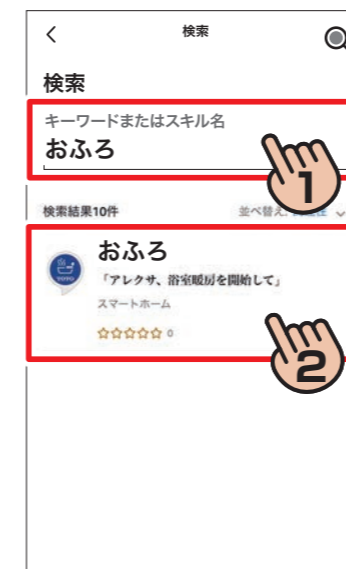 検索
検索
キーワードまたはスキル名
おふろ
1
検索結果10件
並べ替え:
おふろ
TOTO
「アレクサ、浴室暖房を開始して」
スマートホーム
☆☆☆☆☆ 0
2